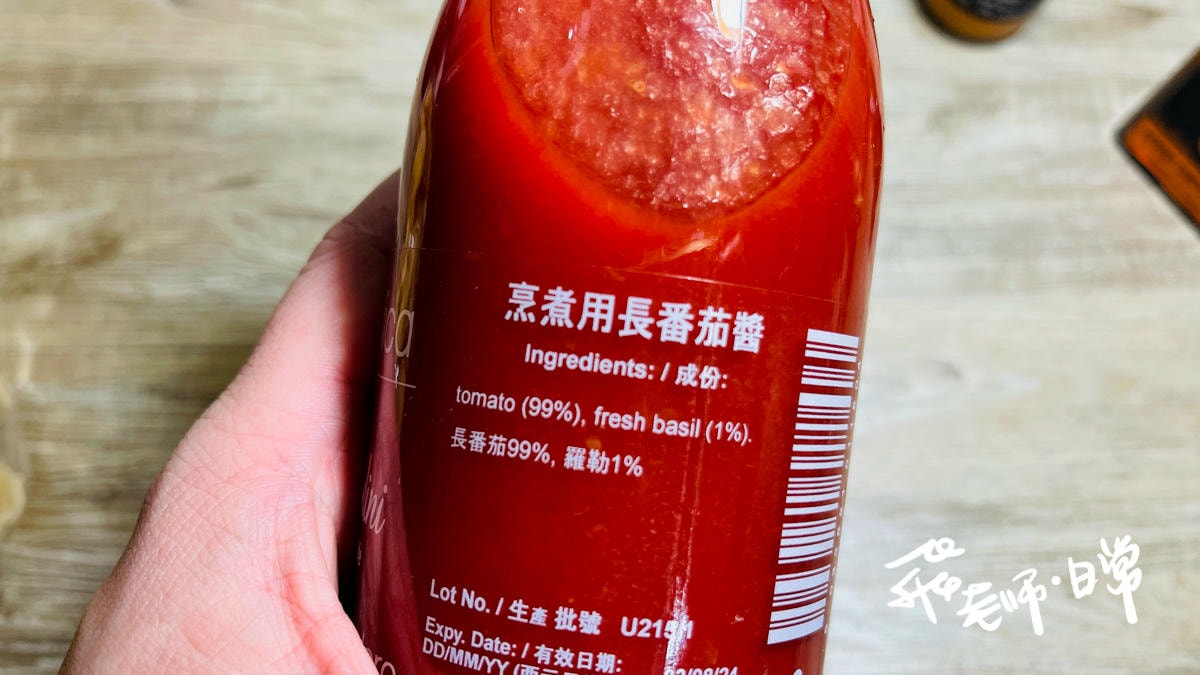 烹煮用長番茄醬
Ingredients: / 成份:
tomato (99%), fresh basil (1%).
長番茄99%, 羅勒1%
Lot No. / 生產 批號
Expy. Date: / 有效日期:
DD/MM/YY
飛老師·日常